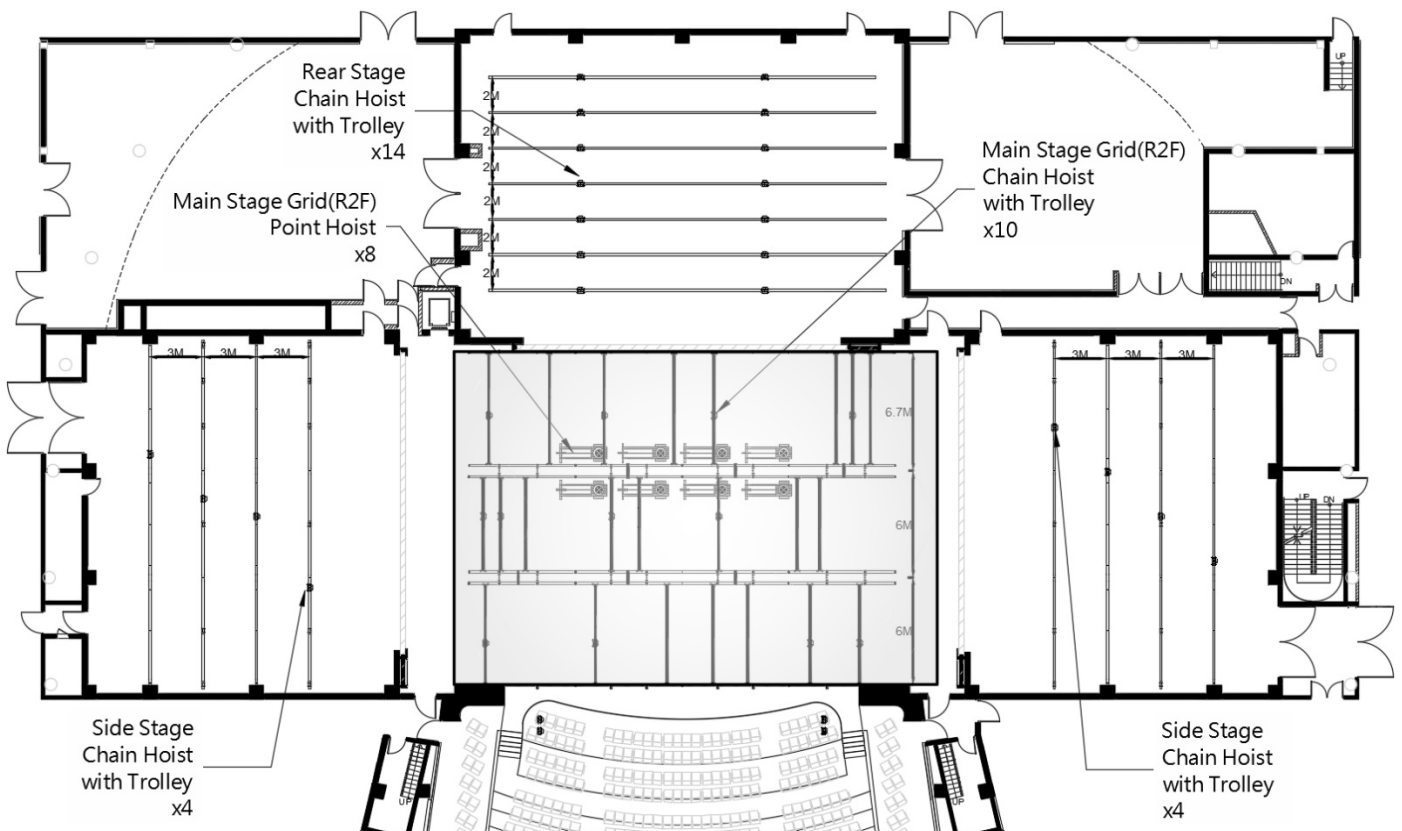 Rear Stage
Chain Hoist
with Trolley
x14
2M
2M
2M
2M
2M
2M
Main Stage Grid(R2F)
Point Hoist
x8
Main Stage Grid(R2F)
Chain Hoist
with Trolley
x10
UP
DN
3M
3M
3M
3M
3M
3M
6.7M
6M
6M
UP
DN
Side Stage
Chain Hoist
with Trolley
x4
Side Stage
Chain Hoist
with Trolley
x4
UP
UP